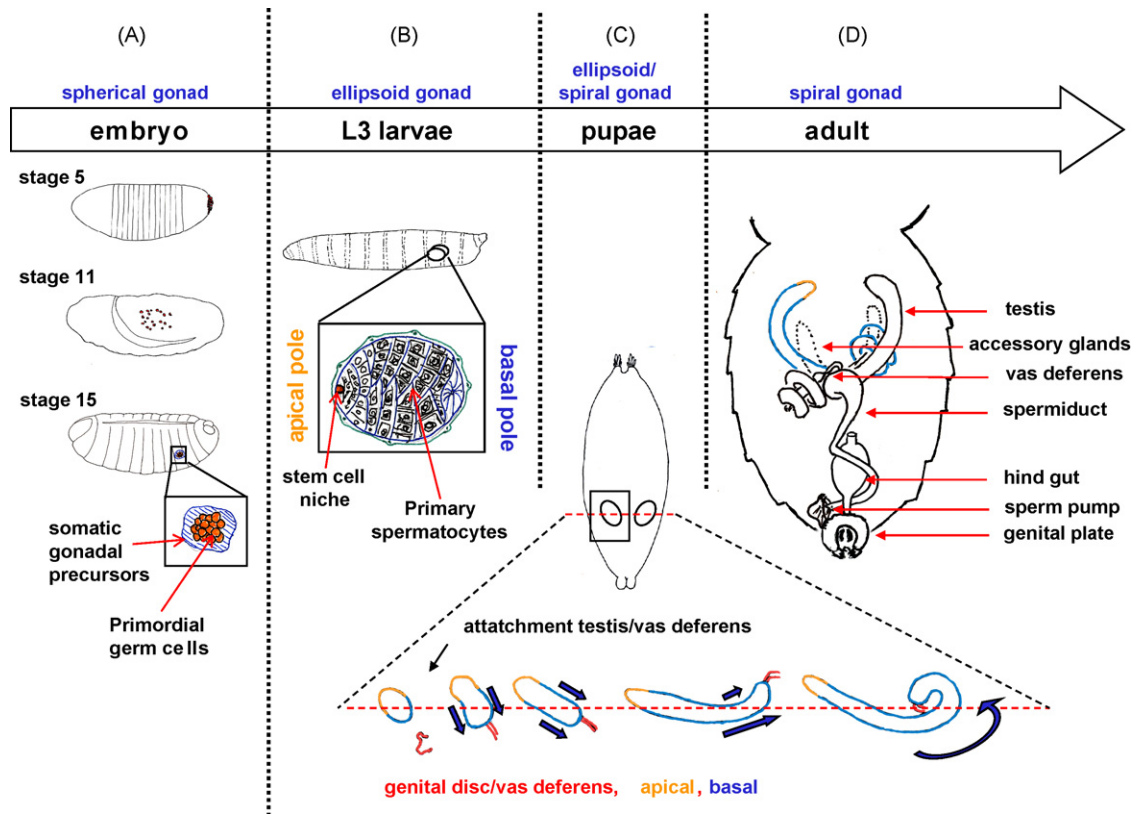 (A)
(B)
(C)
(D)
spherical gonad
ellipsoid gonad
ellipsoid/
spiral gonad
spiral gonad
embryo
L3 larvae
pupae
adult
stage 5
stage 11
stage 15
somatic
gonadal
precursors
Primordial
germ cells
apical pole
basal pole
stem cell
niche
Primary
spermatocytes
testis
accessory glands
vas deferens
spermiduct
hind gut
sperm pump
genital plate
attatchment testis/vas deferens
genital disc/vas deferens, apical, basal